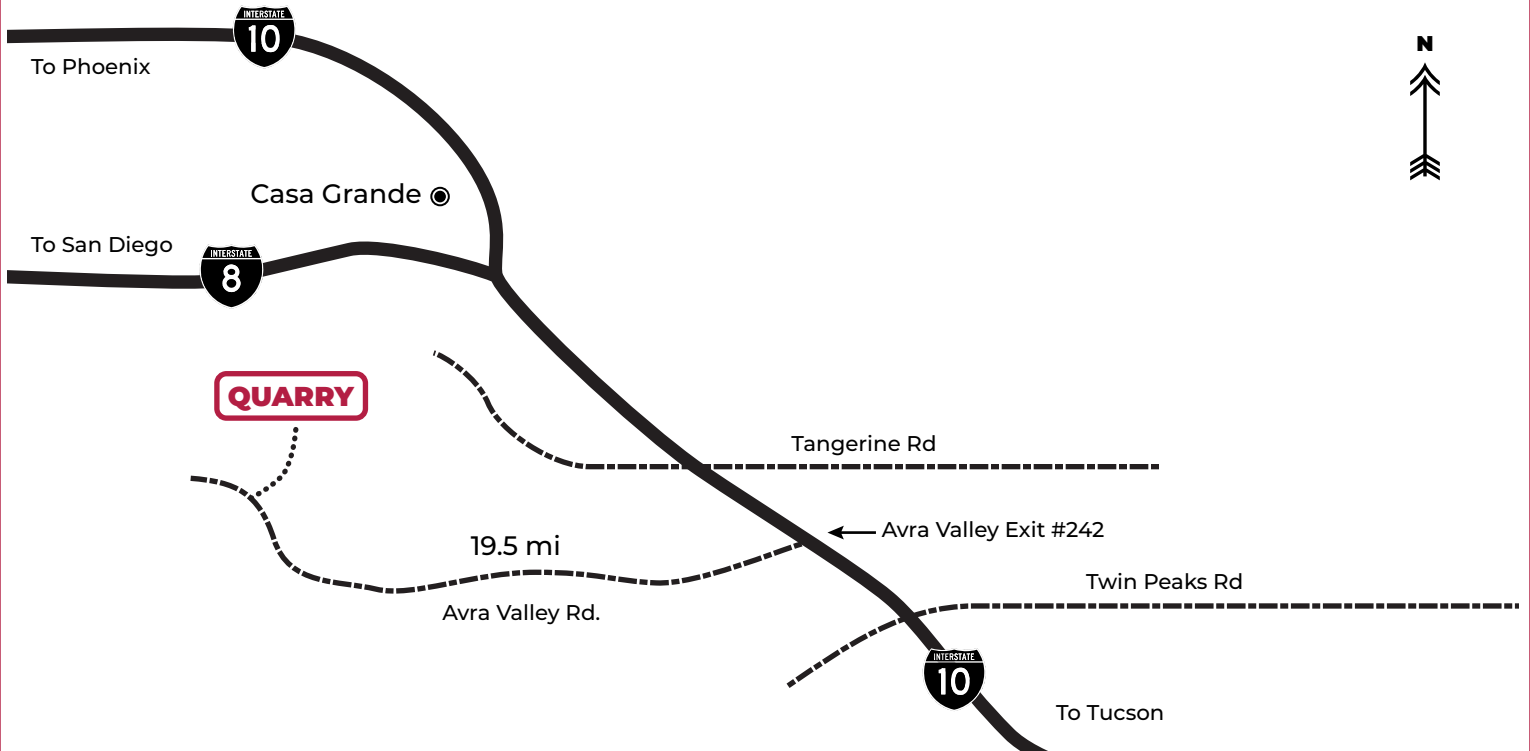 INTERSTATE
10
N
To Phoenix
Casa Grande
To San Diego
INTERSTATE
8
QUARRY
Tangerine Rd
Avra Valley Exit #242
19.5 mi
Twin Peaks Rd
Avra Valley Rd.
INTERSTATE
10
To Tucson